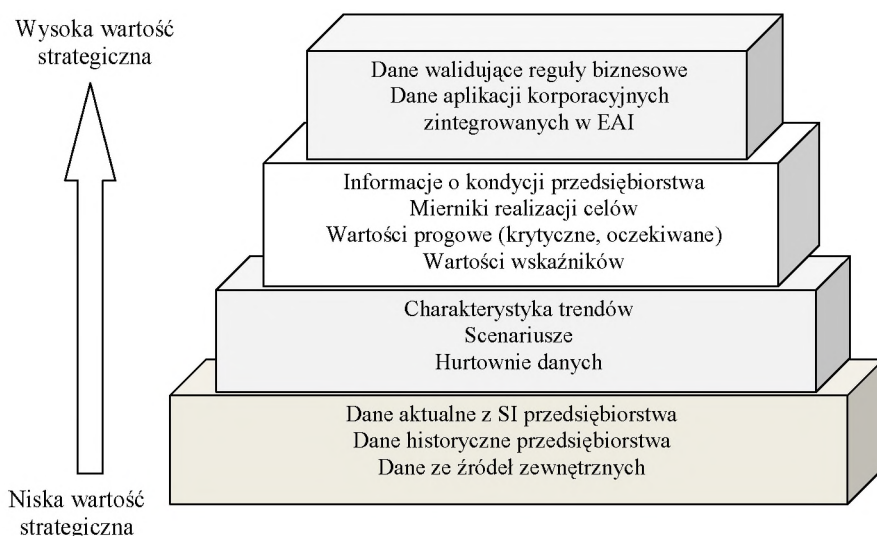 Wysoka wartość
strategiczna
Dane walidujące reguły biznesowe
Dane aplikacji korporacyjnych
zintegrowanych w EAI
Informacje o kondycji przedsiębiorstwa
Mierniki realizacji celów
Wartości progowe (krytyczne, oczekiwane)
Wartości wskaźników
Charakterystyka trendów
Scenariusze
Hurtownie danych
Dane aktualne z SI przedsiębiorstwa
Dane historyczne przedsiębiorstwa
Dane ze źródeł zewnętrznych
Niska wartość
strategiczna